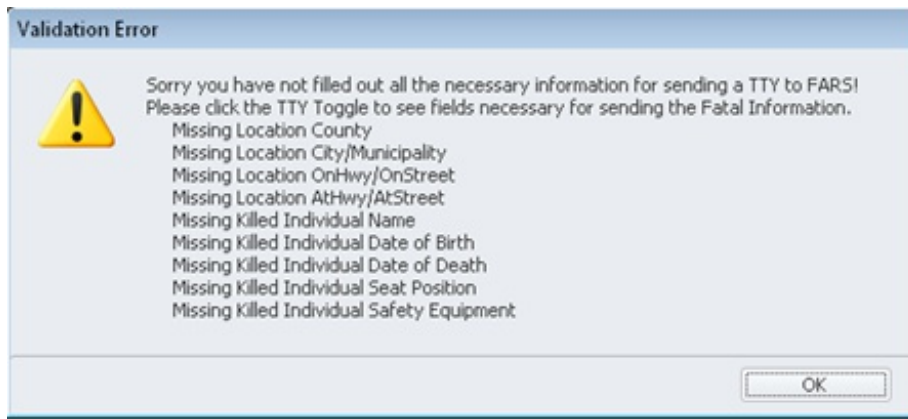 Validation Error
Sorry you have not filled out all the necessary information for sending a TTY to FARS!
Please click the TTY Toggle to see fields necessary for sending the Fatal Information.
Missing Location County
Missing Location City/Municipality
Missing Location OnHwy/OnStreet
Missing Location AtHwy/AtStreet
Missing Killed Individual Name
Missing Killed Individual Date of Birth
Missing Killed Individual Date of Death
Missing Killed Individual Seat Position
Missing Killed Individual Safety Equipment
OK